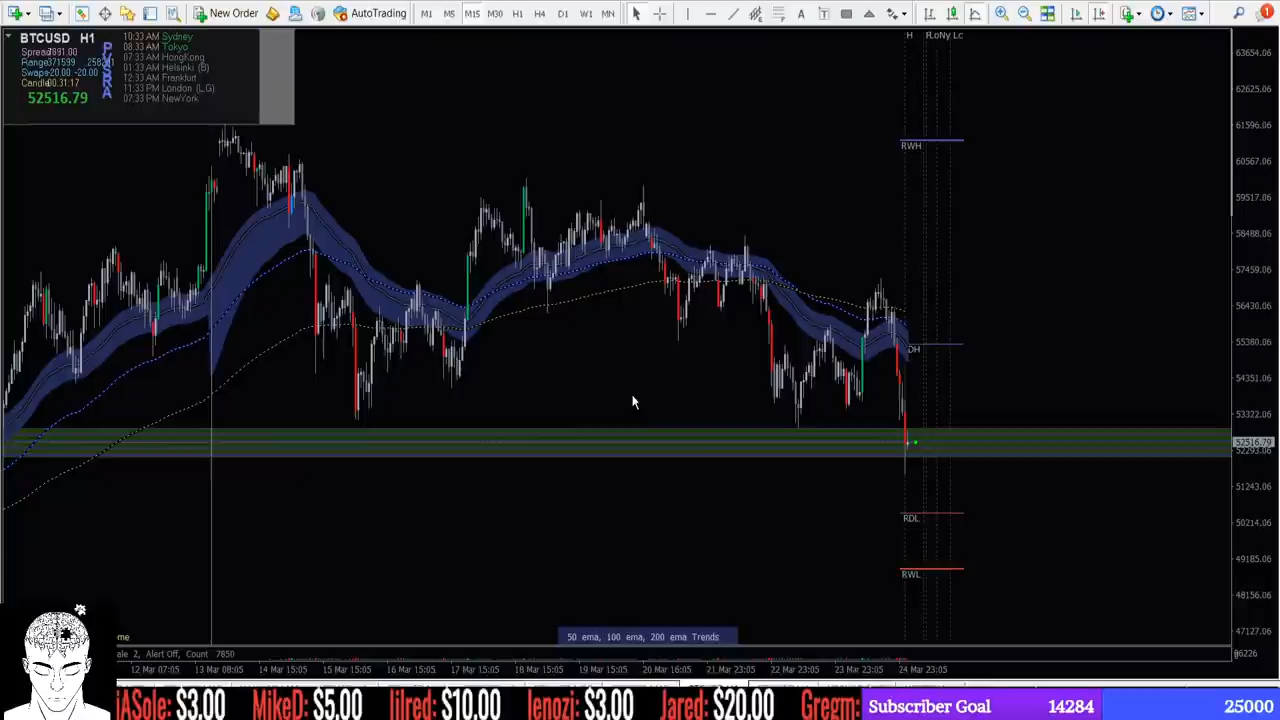 New Order
AutoTrading
M1 M5 M15 M30 H1 H4 D1 W1 MN
BTCUSD H1
10:33 AM Sydney
08:33 AM Tokyo
07:33 AM HongKong
01:33 AM Helsinki (B)
12:33 AM Frankfurt
11:33 PM London (L,G)
07:33 PM NewYork
Swaps-20.00, -20.00
52516.79
RWH
DH
RDL
RWL
63654.06
62625.06
61596.06
60567.06
59517.06
58488.06
57459.06
56430.06
55380.06
54351.06
53322.06
52516.79
52293.06
51243.06
50214.06
49185.06
48156.06
47127.06
50 ema, 100 ema, 200 ema Trends
ale 2, Alert Off, Count 7850
12 Mar 07:05 13 Mar 08:05 14 Mar 15:05 15 Mar 15:05 16 Mar 15:05 17 Mar 15:05 18 Mar 15:05 19 Mar 15:05 20 Mar 16:05 21 Mar 23:05 22 Mar 23:05 23 Mar 23:05 24 Mar 23:05
iASole: $3.00 MikeD: $5.00 lilred: $10.00 Jared: $20.00 Gregm:
Subscriber Goal 14284 25000